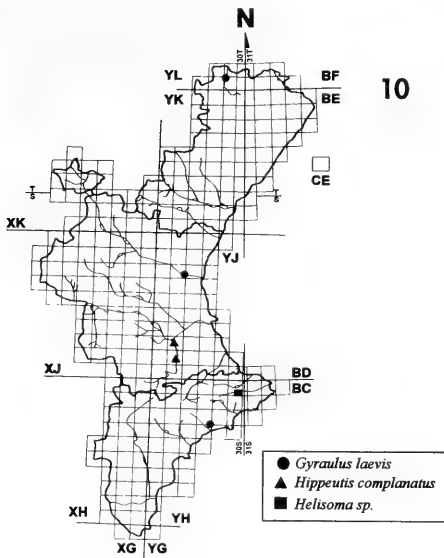 N
30T
31T
YL
BF
YK
BE
10
CE
T
S
T
S
XK
YJ
XJ
BD
BC
30S
31S
XH
YH
XG YG
● Gyraulus laevis
▲ Hippeutis complanatus
■ Helisoma sp.